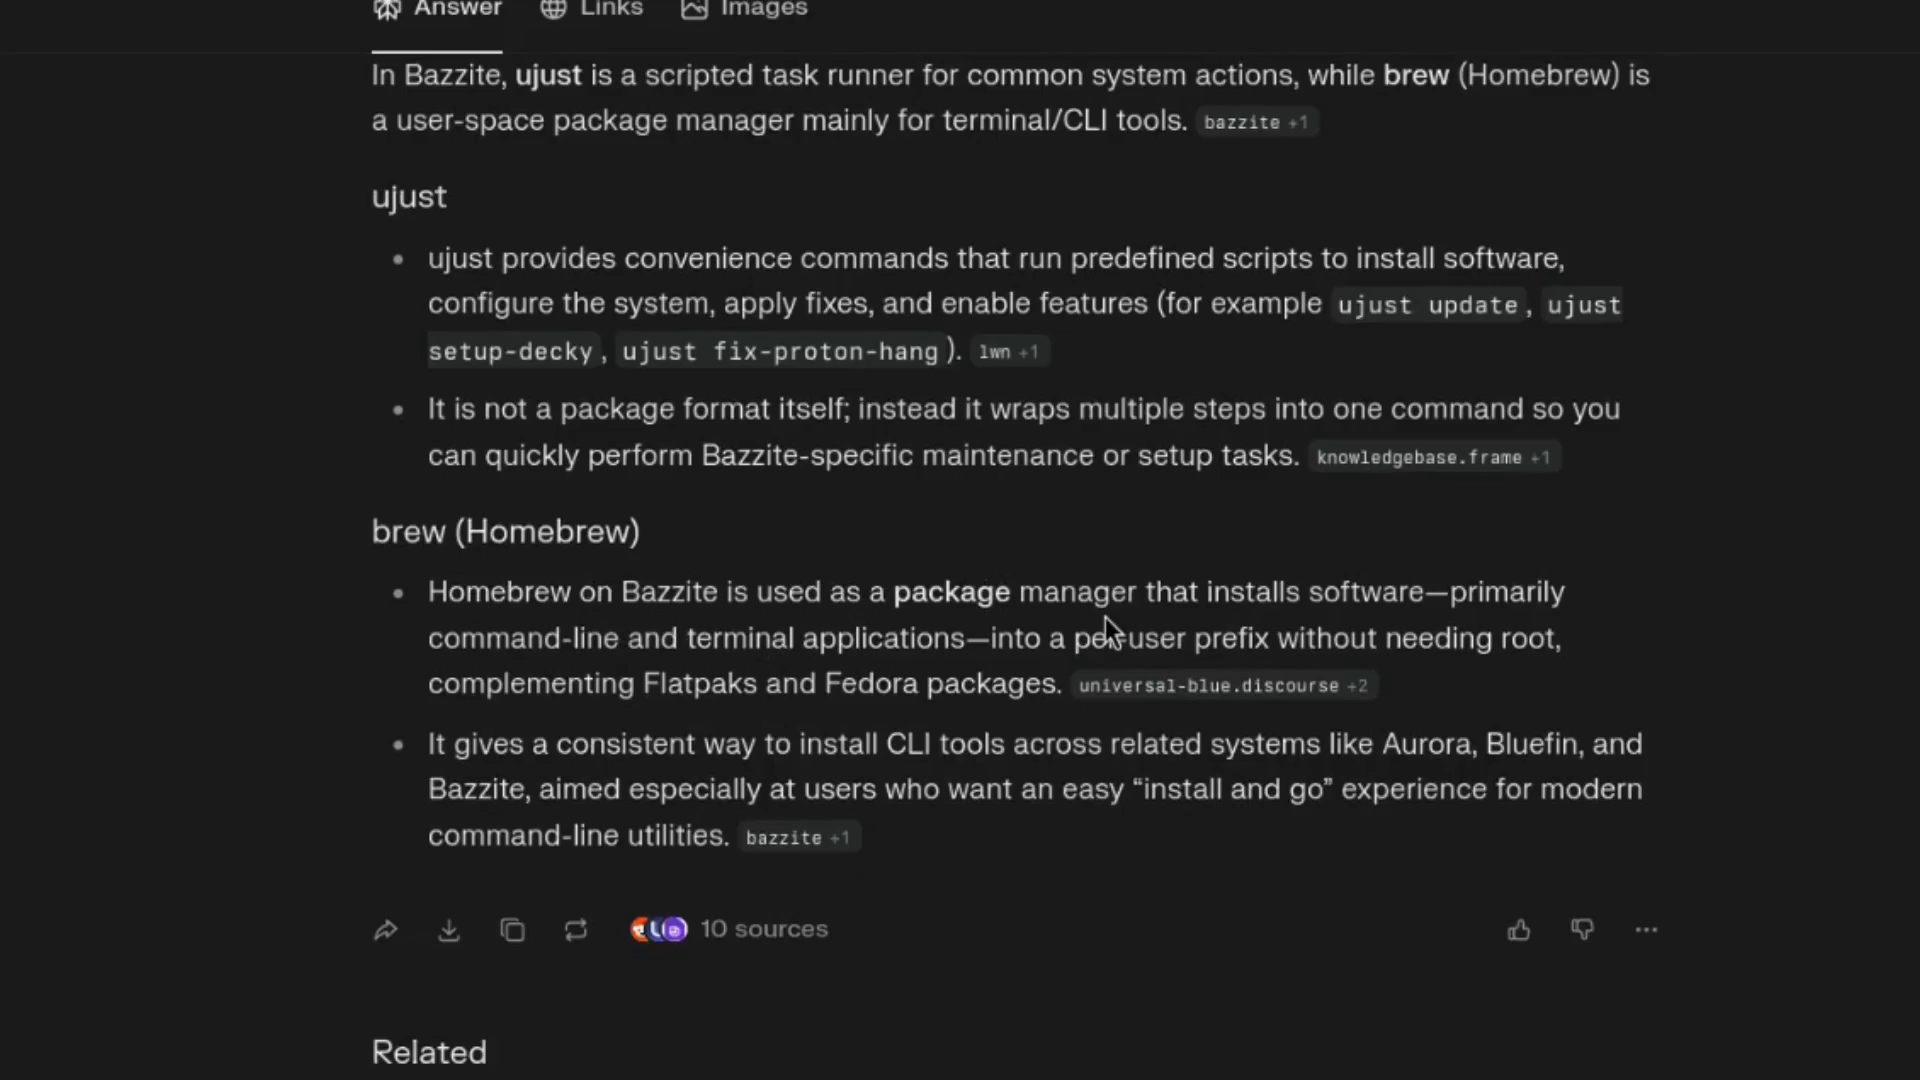 Answer Links Images
In Bazzite, ujust is a scripted task runner for common system actions, while brew (Homebrew) is
a user-space package manager mainly for terminal/CLI tools. bazzite +1
ujust
ujust provides convenience commands that run predefined scripts to install software,
configure the system, apply fixes, and enable features (for example ujust update, ujust
setup-decky, ujust fix-proton-hang). lwn +1
It is not a package format itself; instead it wraps multiple steps into one command so you
can quickly perform Bazzite-specific maintenance or setup tasks. knowledgebase.frame +1
brew (Homebrew)
Homebrew on Bazzite is used as a package manager that installs software—primarily
command-line and terminal applications—into a per-user prefix without needing root,
complementing Flatpaks and Fedora packages. universal-blue.discourse +2
It gives a consistent way to install CLI tools across related systems like Aurora, Bluefin, and
Bazzite, aimed especially at users who want an easy “install and go” experience for modern
command-line utilities. bazzite +1
10 sources
Related